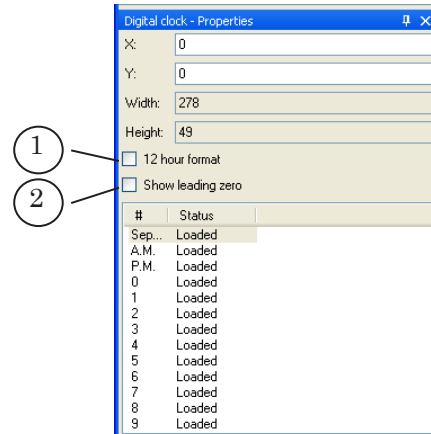 Digital clock - Properties
X: 0
Y: 0
Width: 278
Height: 49
1
12 hour format
2
Show leading zero
# Status
Sep... Loaded
A.M. Loaded
P.M. Loaded
0 Loaded
1 Loaded
2 Loaded
3 Loaded
4 Loaded
5 Loaded
6 Loaded
7 Loaded
8 Loaded
9 Loaded